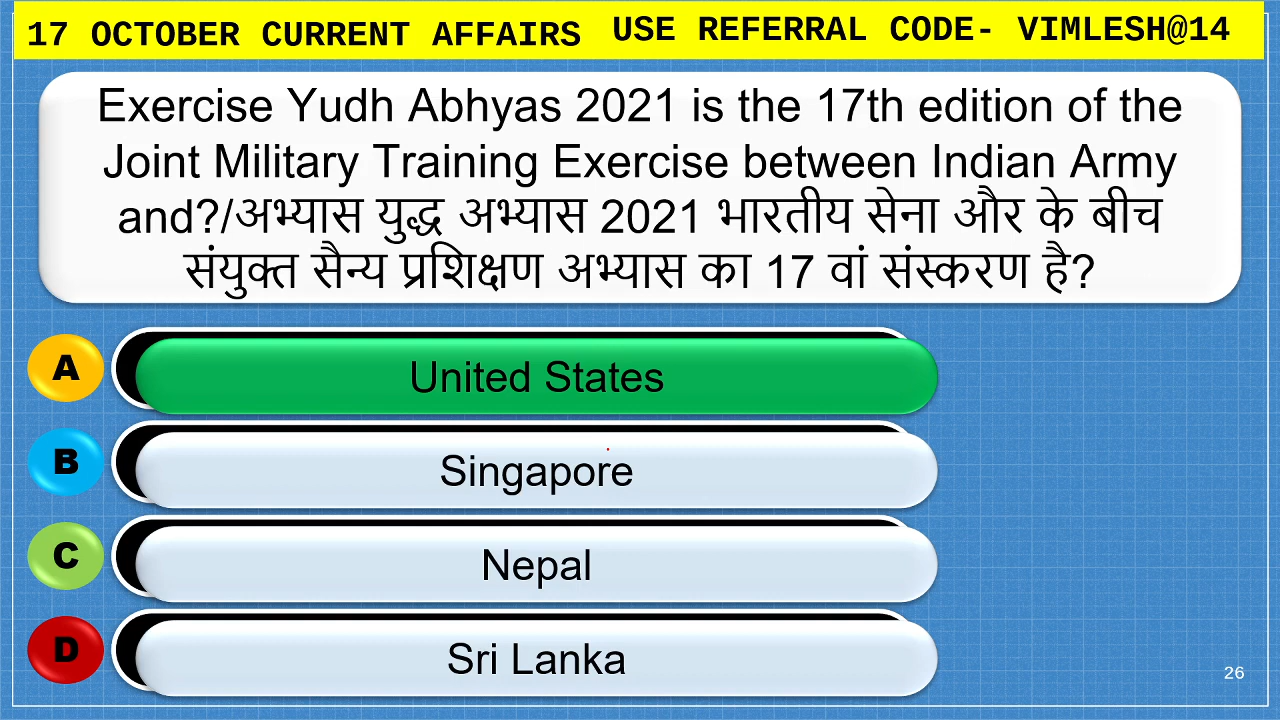 17 OCTOBER CURRENT AFFAIRS USE REFERRAL CODE- VIMLESH@14
Exercise Yudh Abhyas 2021 is the 17th edition of the
Joint Military Training Exercise between Indian Army
and?/अभ्यास युद्ध अभ्यास 2021 भारतीय सेना और के बीच
संयुक्त सैन्य प्रशिक्षण अभ्यास का 17 वां संस्करण है?
A United States
B Singapore
C Nepal
D Sri Lanka
26